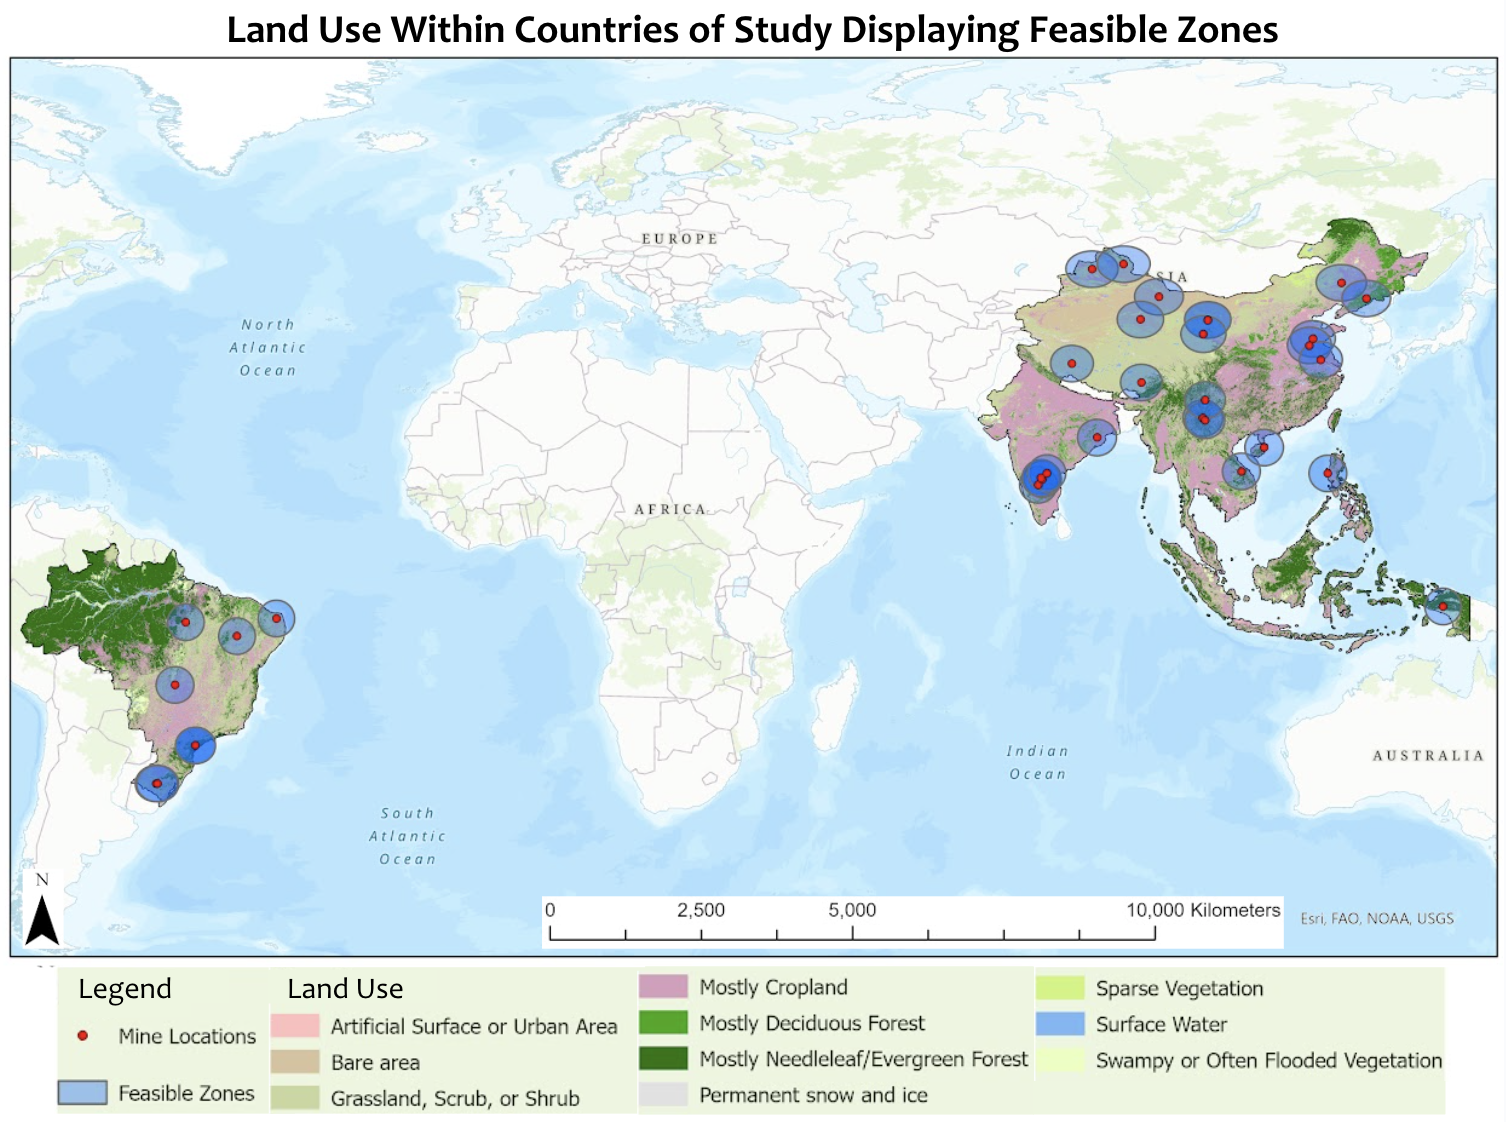 Land Use Within Countries of Study Displaying Feasible Zones
EUROPE
SIA
North
Atlantic
Ocean
AFRICA
Indian
Ocean
AUSTRALIA
South
Atlantic
Ocean
N
0 2,500 5,000 10,000 Kilometers
Esri, FAO, NOAA, USGS
Legend
Mine Locations
Feasible Zones
Land Use
Artificial Surface or Urban Area
Bare area
Grassland, Scrub, or Shrub
Mostly Cropland
Mostly Deciduous Forest
Mostly Needleleaf/Evergreen Forest
Permanent snow and ice
Sparse Vegetation
Surface Water
Swampy or Often Flooded Vegetation